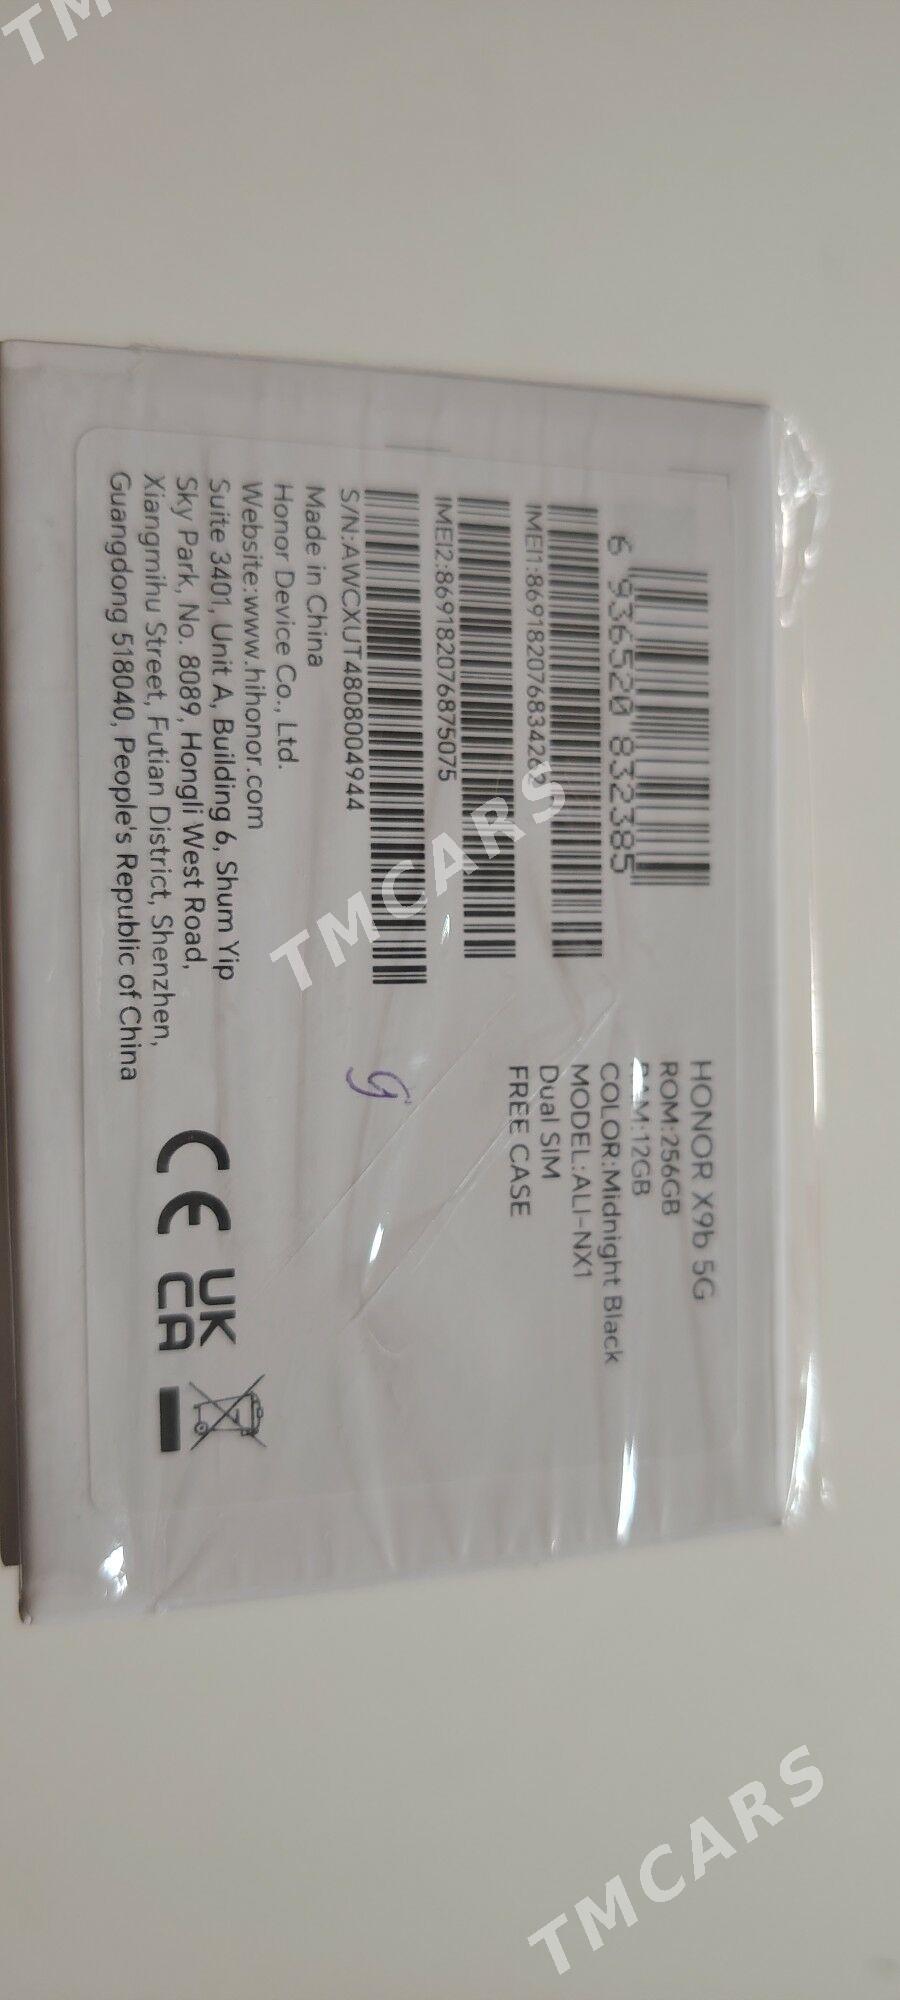 HONOR X9b 5G
ROM:256GB
RAM:12GB
COLOR:Midnight Black
MODEL:ALI-NX1
Dual SIM
FREE CASE
6 936520 832385
IMEI1:869182076834262
IMEI2:869182076875075
S/N:AWCXUT4808004944
Made in China
Honor Device Co., Ltd.
Website:www.hihonor.com
Suite 3401, Unit A, Building 6, Shum Yip
Sky Park, No. 8089, Hongli West Road,
Xiangmihu Street, Futian District, Shenzhen,
Guangdong 518040, People's Republic of China
CE
UK
CA
TMCARS
TMCARS
TM